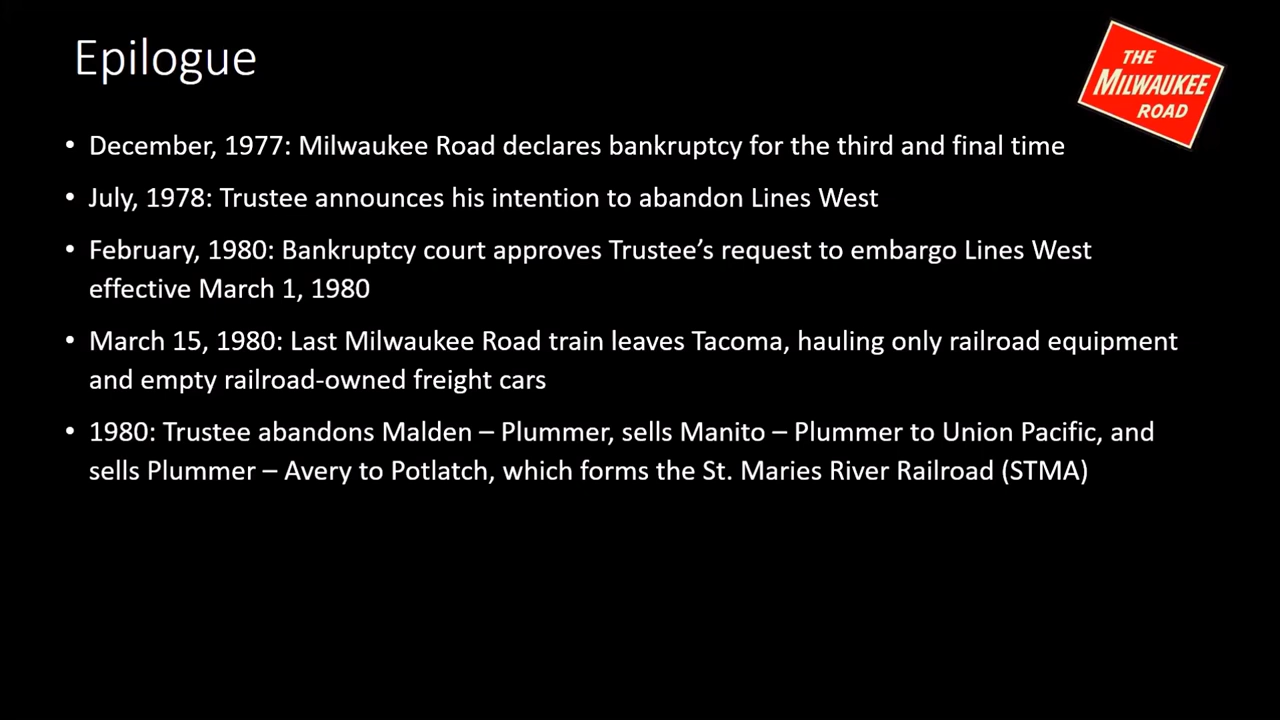 Epilogue
THE
MILWAUKEE
ROAD
• December, 1977: Milwaukee Road declares bankruptcy for the third and final time
• July, 1978: Trustee announces his intention to abandon Lines West
• February, 1980: Bankruptcy court approves Trustee’s request to embargo Lines West
effective March 1, 1980
• March 15, 1980: Last Milwaukee Road train leaves Tacoma, hauling only railroad equipment
and empty railroad-owned freight cars
• 1980: Trustee abandons Malden – Plummer, sells Manito – Plummer to Union Pacific, and
sells Plummer – Avery to Potlatch, which forms the St. Maries River Railroad (STMA)